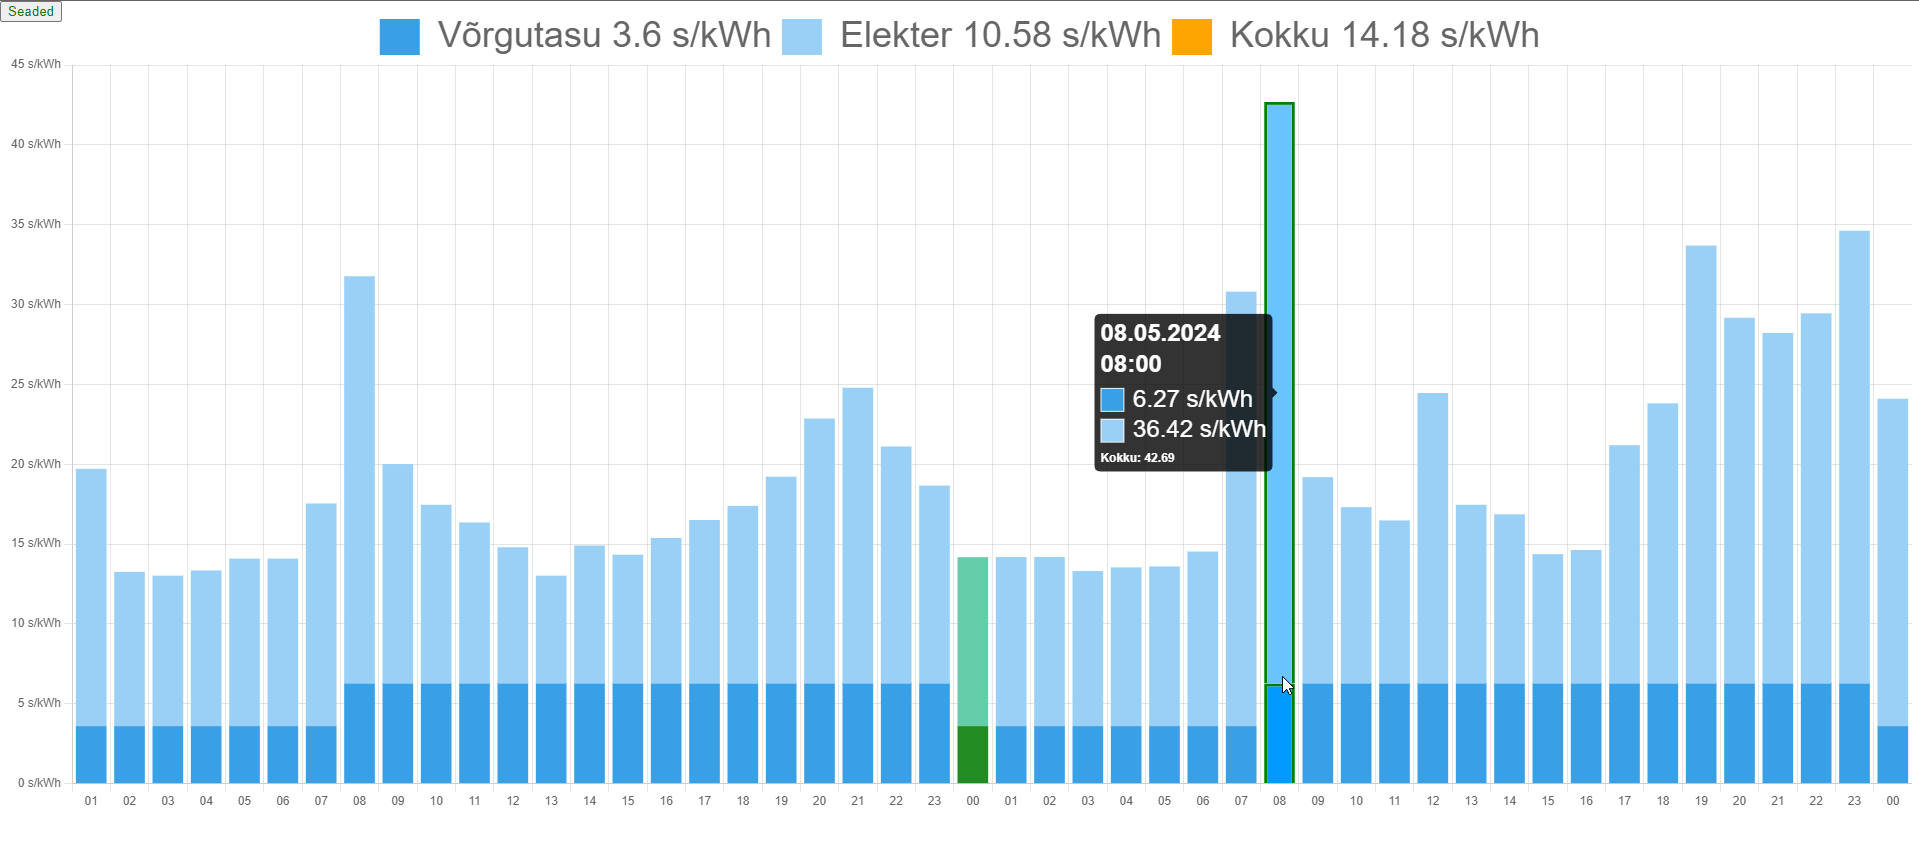 Seaded
Võrgutasu 3.6 s/kWh Elekter 10.58 s/kWh Kokku 14.18 s/kWh
45 s/kWh
40 s/kWh
35 s/kWh
30 s/kWh
25 s/kWh
20 s/kWh
15 s/kWh
10 s/kWh
5 s/kWh
0 s/kWh
08.05.2024
08:00
6.27 s/kWh
36.42 s/kWh
Kokku: 42.69
01 02 03 04 05 06 07 08 09 10 11 12 13 14 15 16 17 18 19 20 21 22 23 00 01 02 03 04 05 06 07 08 09 10 11 12 13 14 15 16 17 18 19 20 21 22 23 00